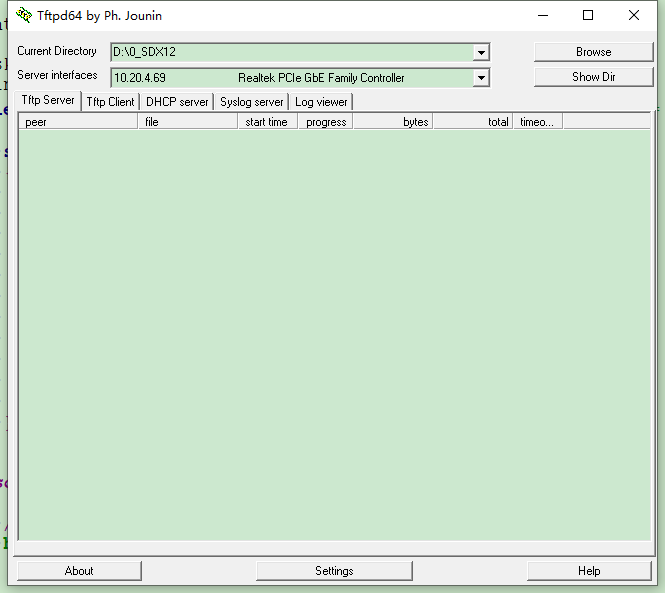 Tftpd64 by Ph. Jounin
Current Directory D:\0_SDX12 Browse
Server interfaces 10.20.4.69 Realtek PCIe GbE Family Controller Show Dir
Tftp Server Tftp Client DHCP server Syslog server Log viewer
peer file start time progress bytes total timeo...
About Settings Help